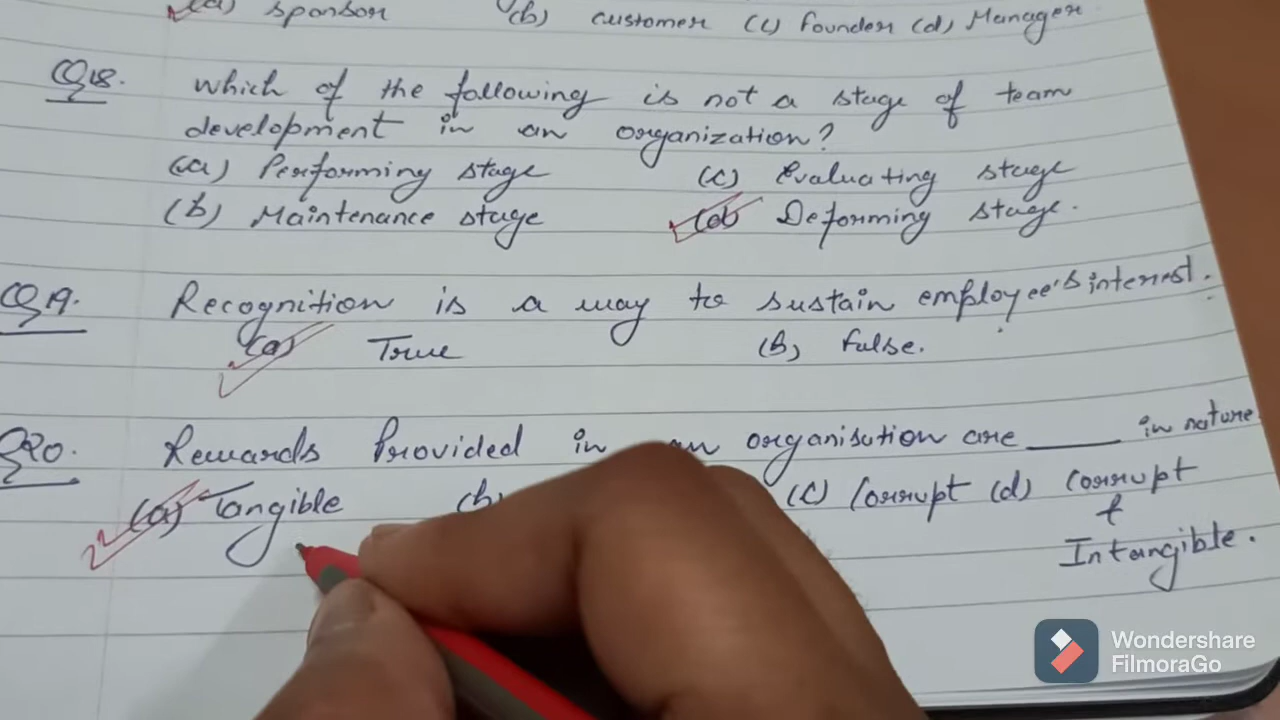 (a) sponsor (b) customer (c) founder (d) Manager
Q18. which of the following is not a stage of team
development in an organization?
(a) Performing stage (c) Evaluating stage
(b) Maintenance stage (d) Deforming stage.
Q19. Recognition is a way to sustain employee's interest.
(a) True (b) false.
Q20. Rewards Provided in an organisation are ______ in nature
(a) Tangible (b) (c) Corrupt (d) Corrupt
&
Intangible.
Wondershare
FilmoraGo